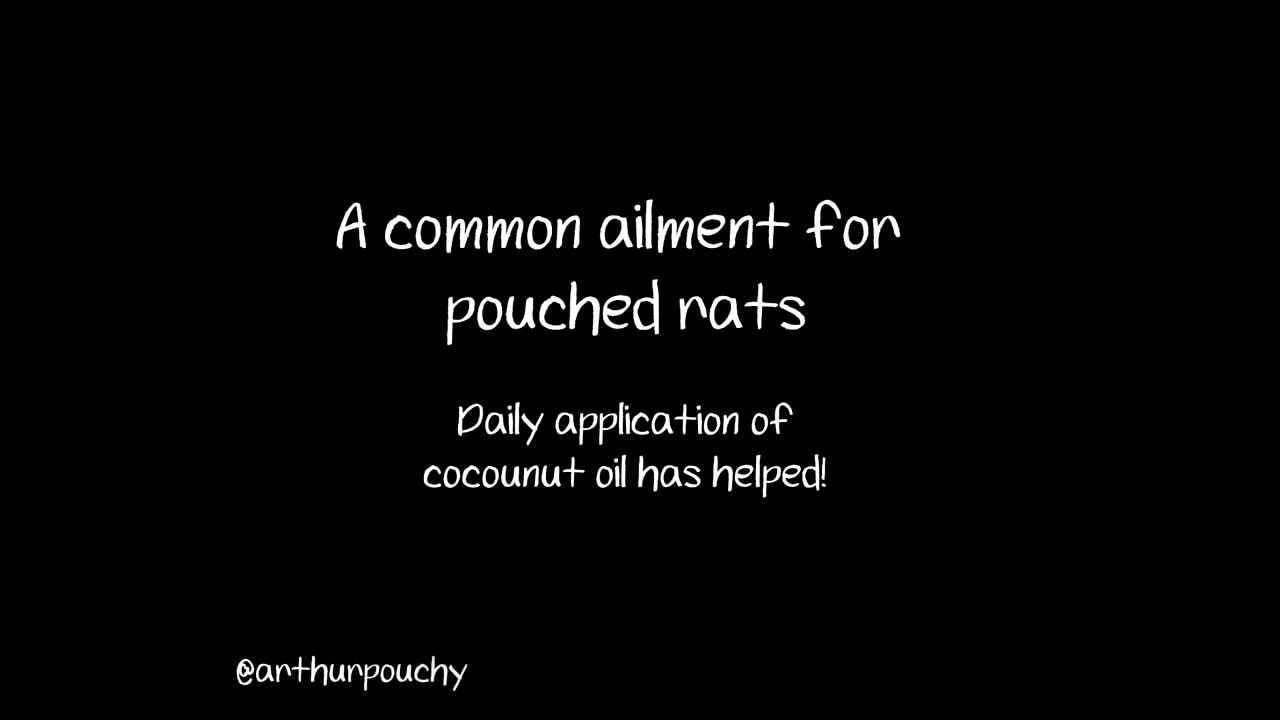 A common ailment for
pouched rats
Daily application of
cocounut oil has helped!
@arthurpouchy